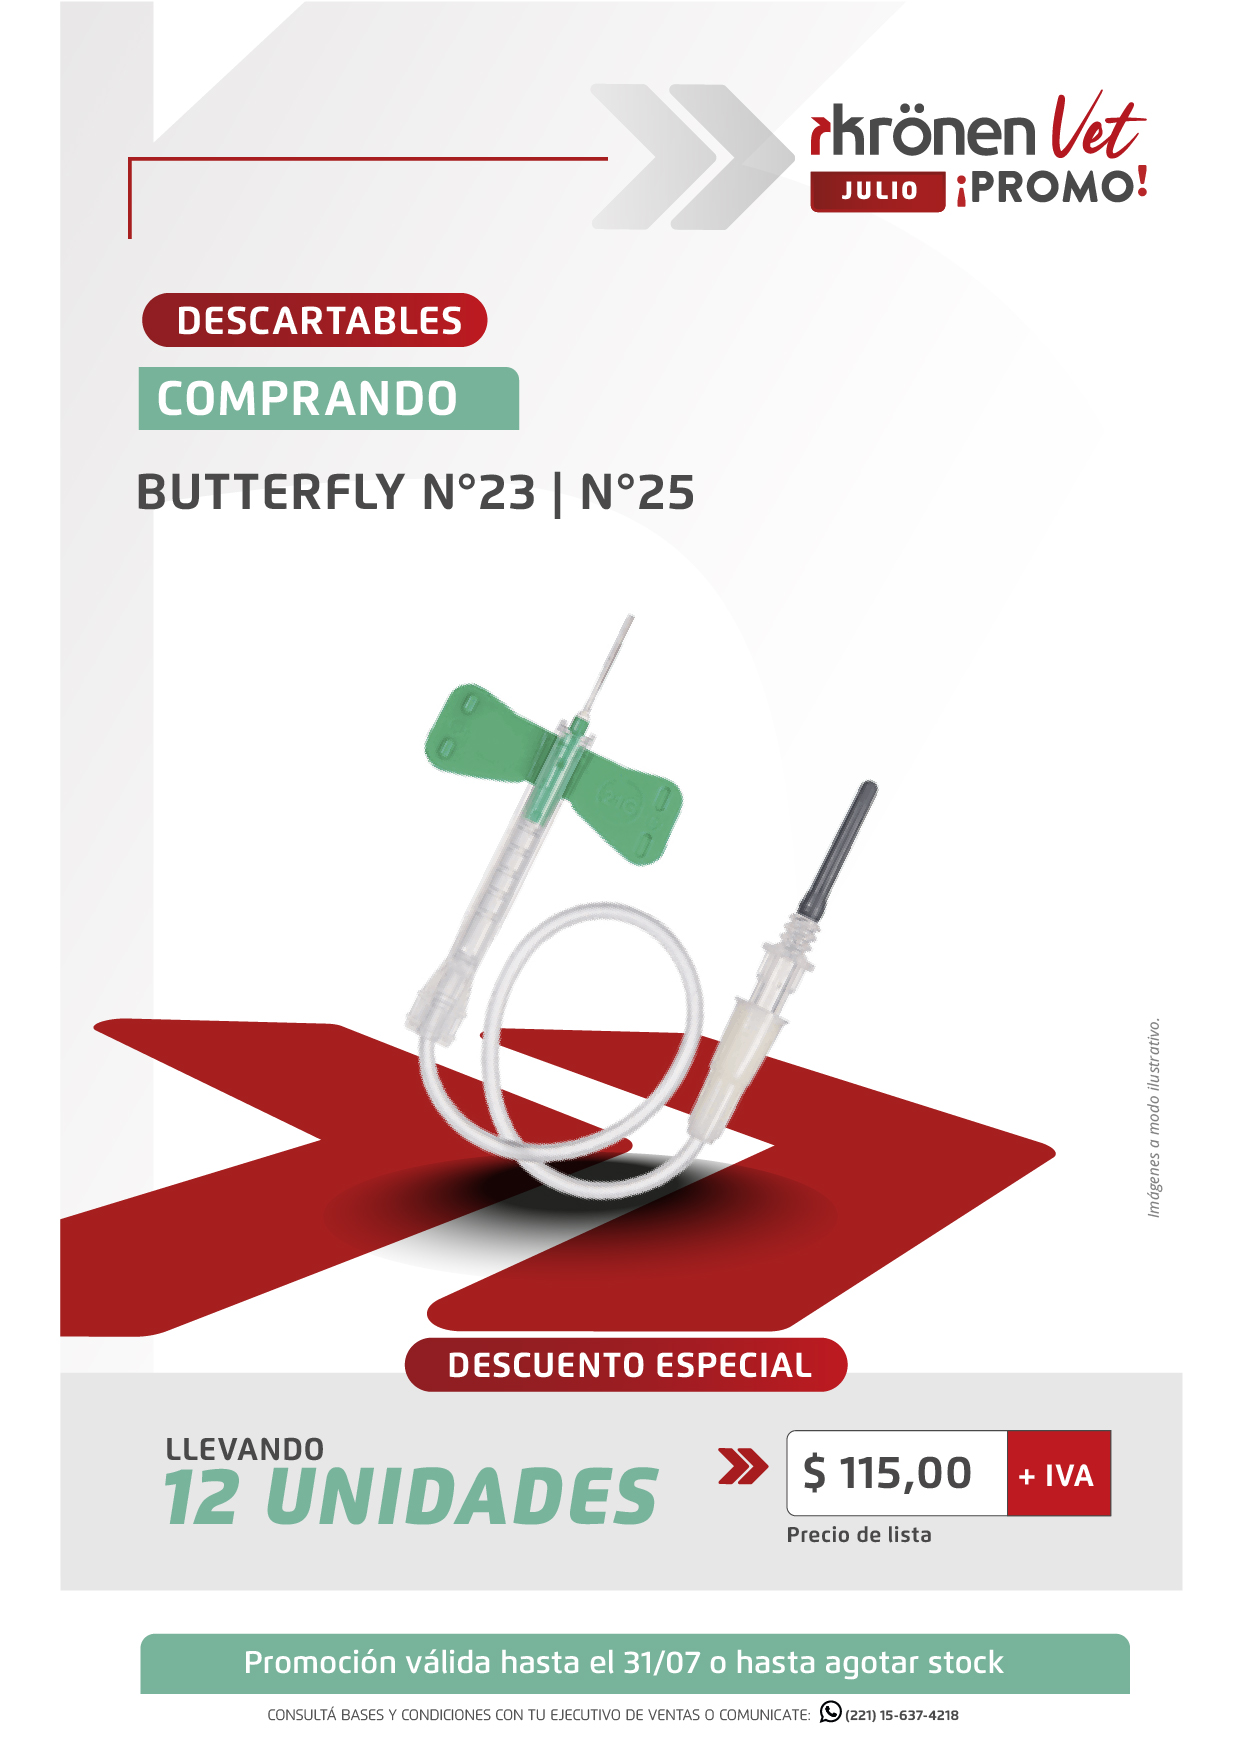 krönen Vet
JULIO ¡PROMO!
DESCARTABLES
COMPRANDO
BUTTERFLY N°23 | N°25
Imágenes a modo ilustrativo.
DESCUENTO ESPECIAL
LLEVANDO
12 UNIDADES
$ 115,00 + IVA
Precio de lista
Promoción válida hasta el 31/07 o hasta agotar stock
CONSULTÁ BASES Y CONDICIONES CON TU EJECUTIVO DE VENTAS O COMUNICATE: (221) 15-637-4218